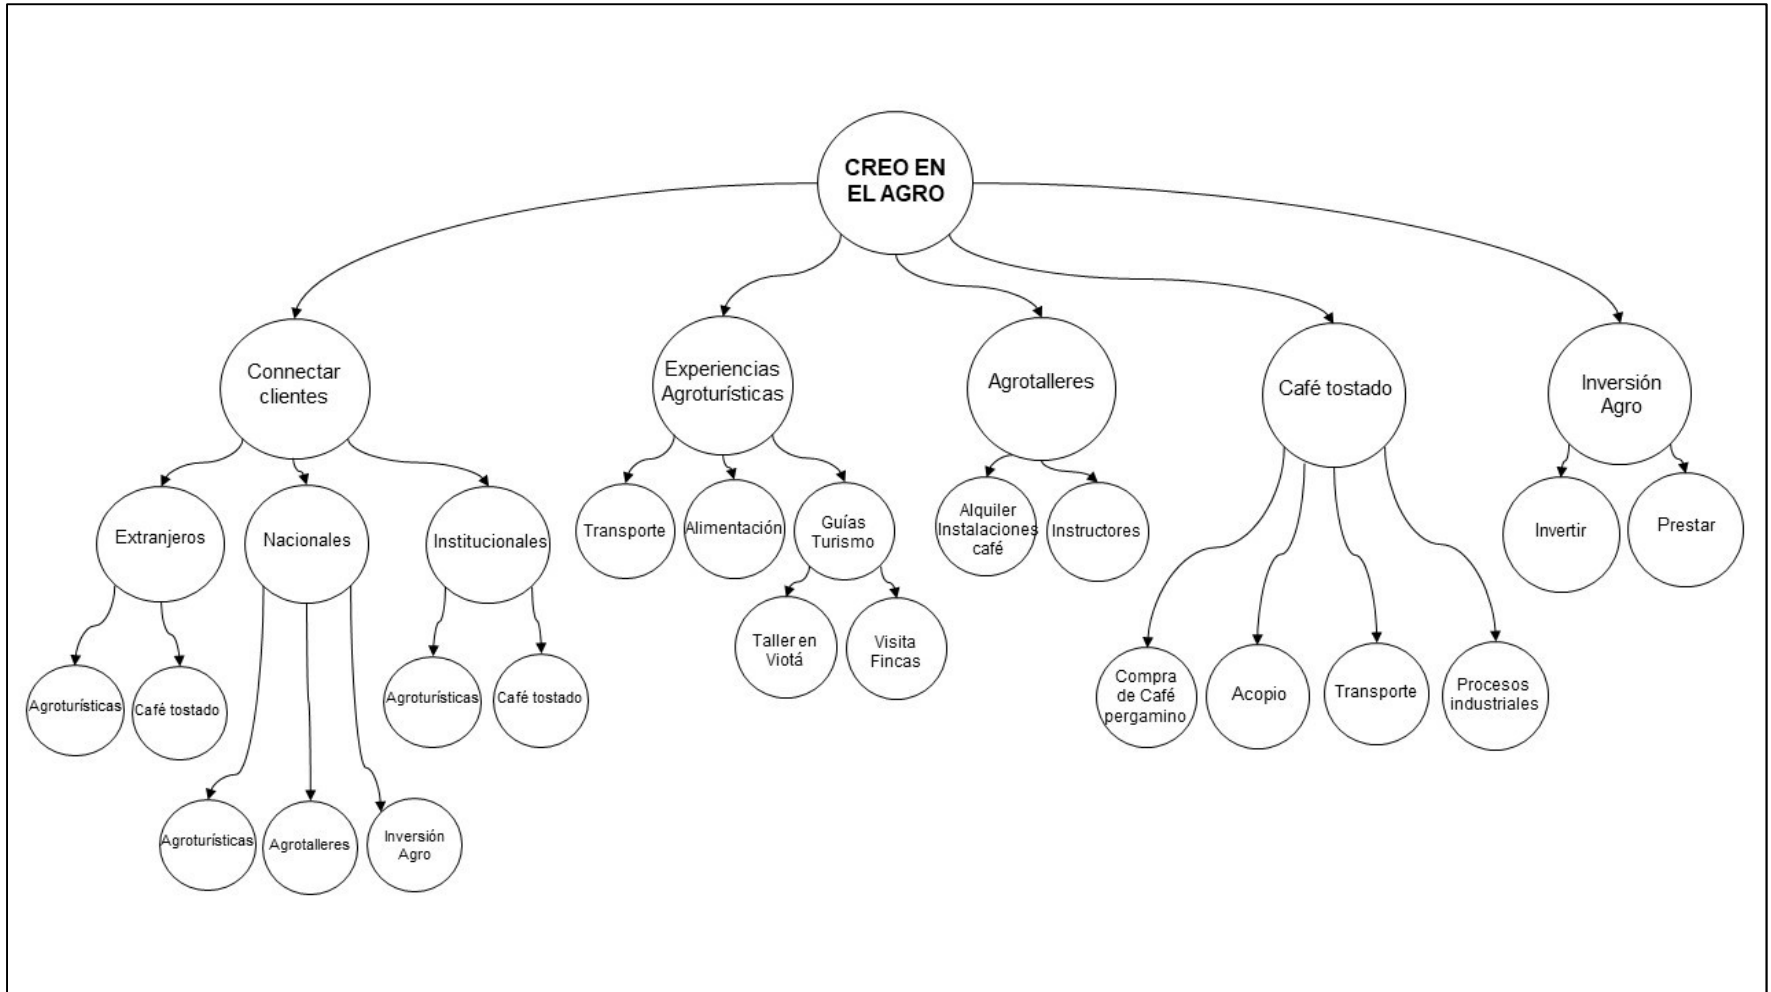 CREO EN
EL AGRO
Connectar
clientes
Experiencias
Agroturísticas
Agrotalleres
Café tostado
Inversión
Agro
Extranjeros
Nacionales
Institucionales
Transporte
Alimentación
Guías
Turismo
Alquiler
Instalaciones
café
Instructores
Invertir
Prestar
Taller en
Viotá
Visita
Fincas
Agroturísticas
Café tostado
Agroturísticas
Café tostado
Compra
de Café
pergamino
Acopio
Transporte
Procesos
industriales
Agroturísticas
Agrotalleres
Inversión
Agro